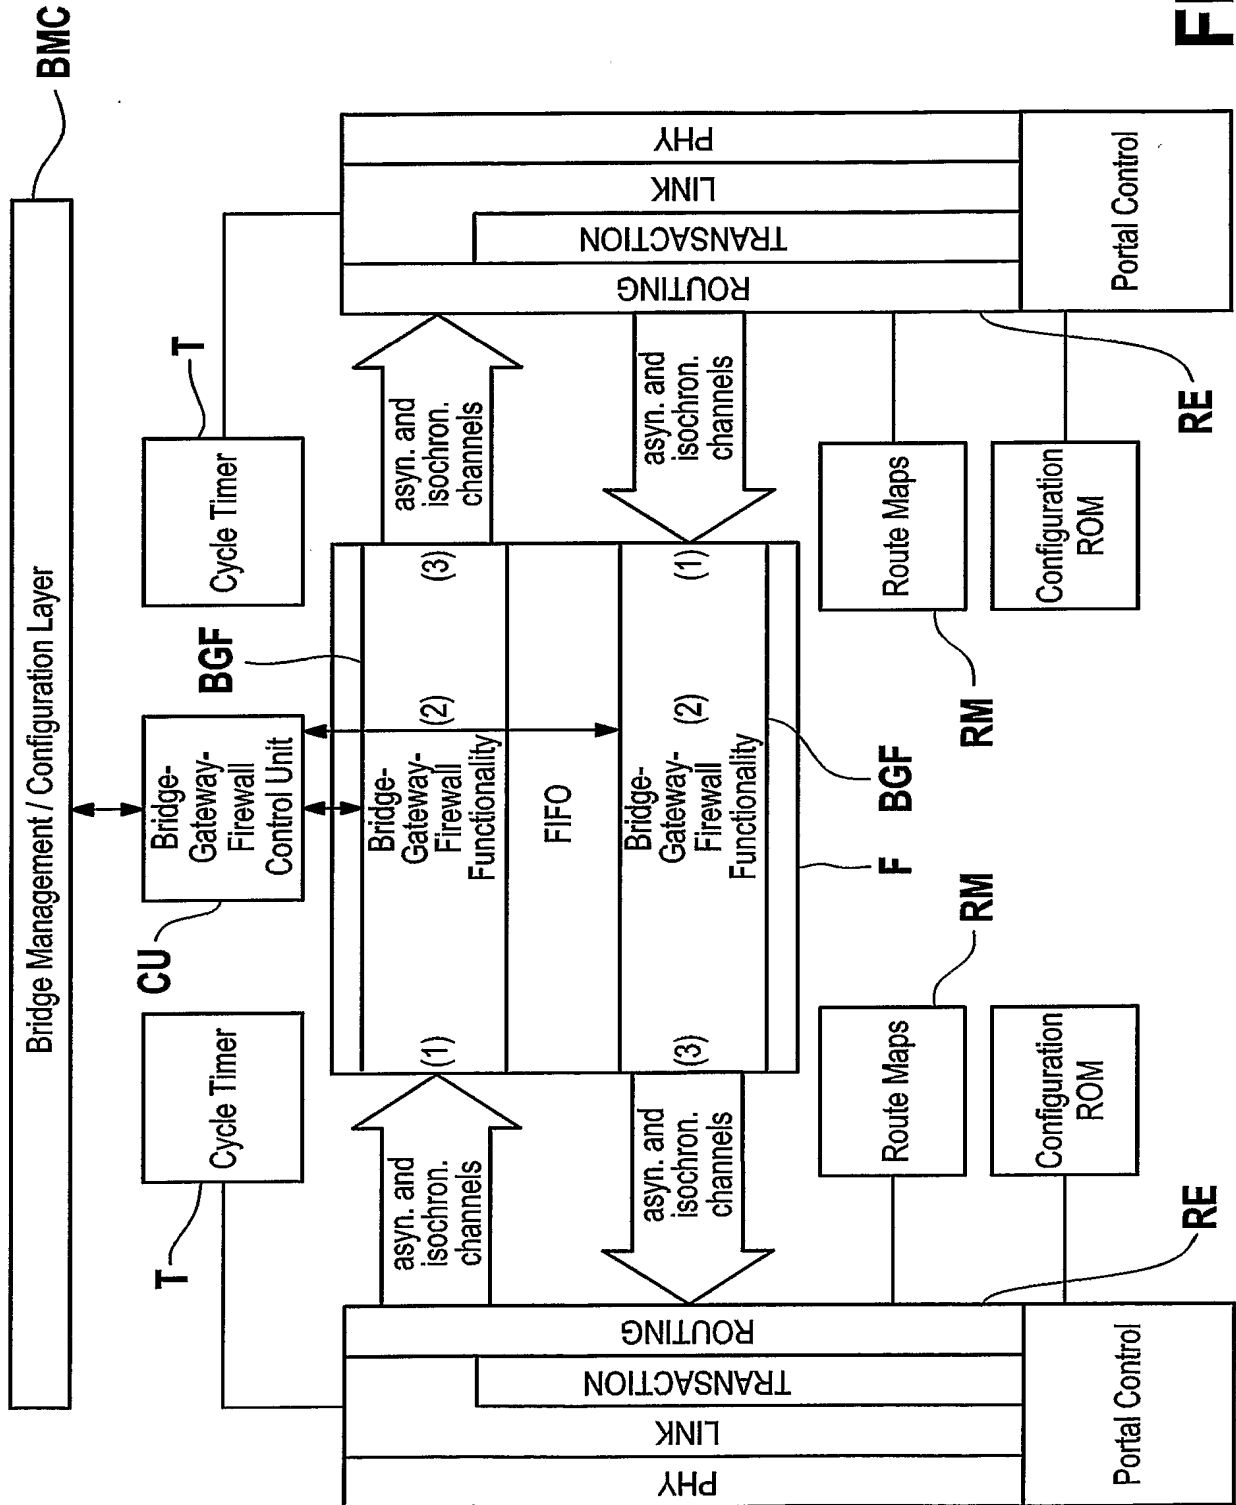 BMC
Bridge Management / Configuration Layer
T
Cycle Timer
CU
Bridge-
Gateway-
Firewall
Control Unit
BGF
T
Cycle Timer
PHY
LINK
TRANSACTION
ROUTING
Portal Control
asyn. and
isochron.
channels
(1)
Bridge-
Gateway-
Firewall
Functionality
(2)
(3)
asyn. and
isochron.
channels
FIFO
asyn. and
isochron.
channels
(3)
Bridge-
Gateway-
Firewall
Functionality
(2)
(1)
asyn. and
isochron.
channels
ROUTING
TRANSACTION
LINK
PHY
Portal Control
RE
Route Maps
RM
Configuration
ROM
F
BGF
RM
Route Maps
Configuration
ROM
RE